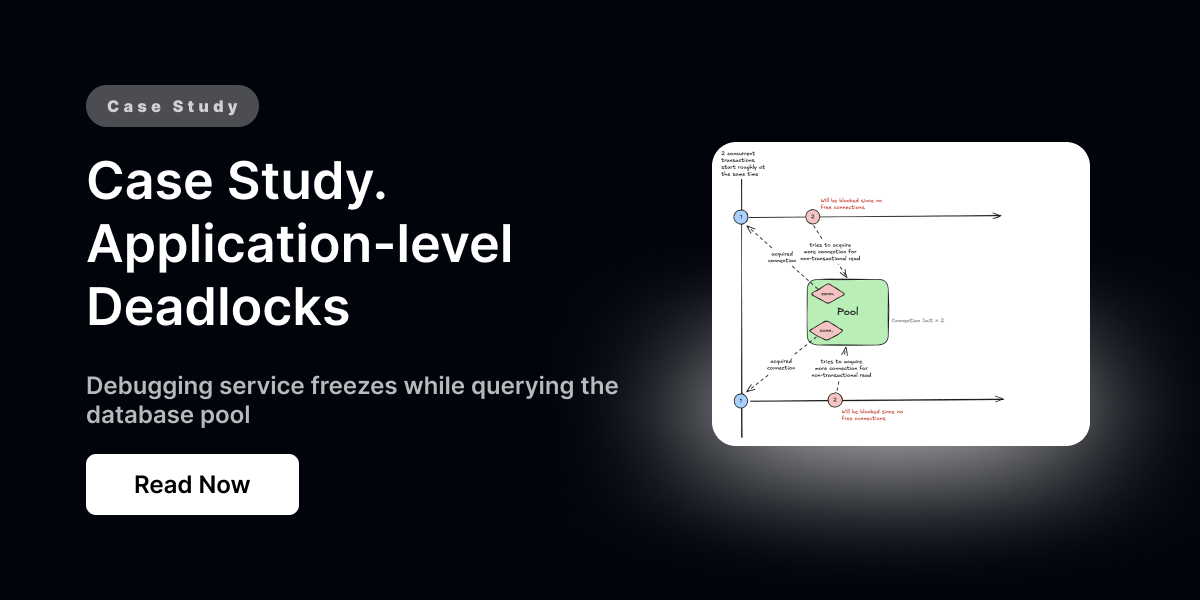 Case Study
Case Study.
Application-level
Deadlocks
Debugging service freezes while querying the
database pool
Read Now
2 concurrent
transactions
start roughly at
the same time
1
2
Will be blocked since no
free connections.
acquired
connection
tries to acquire
more connection for
non-transactional read
conn.
Pool
conn.
Connection limit = 2
acquired
connection
tries to acquire
more connection for
non-transactional read
1
2
Will be blocked since no
free connections